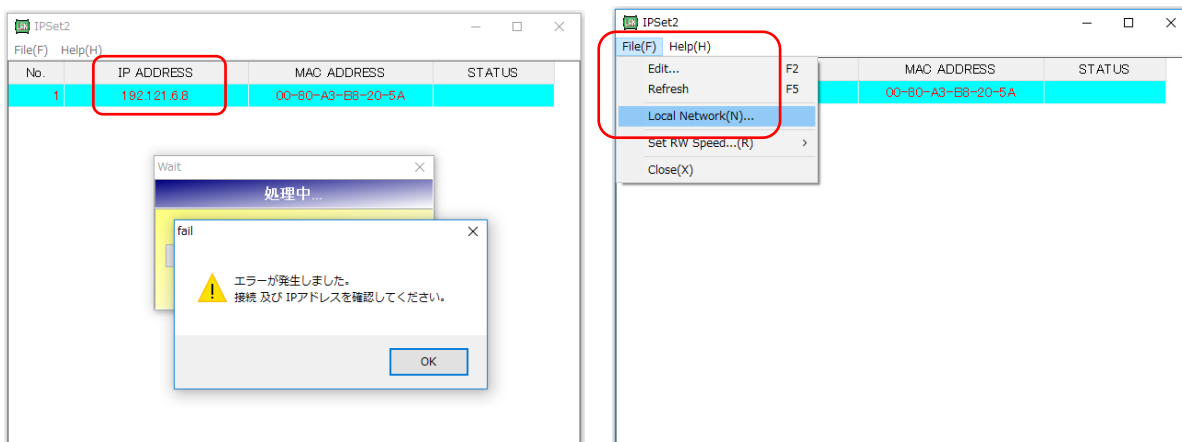 IPSet2
File(F) Help(H)
No. IP ADDRESS MAC ADDRESS STATUS
1 192.121.6.8 00-80-A3-B8-20-5A
Wait
処理中...
fail
エラーが発生しました。
接続 及び IPアドレスを確認してください。
OK
IPSet2
File(F) Help(H)
MAC ADDRESS STATUS
00-80-A3-B8-20-5A
Edit... F2
Refresh F5
Local Network(N)...
Set RW Speed...(R)
Close(X)